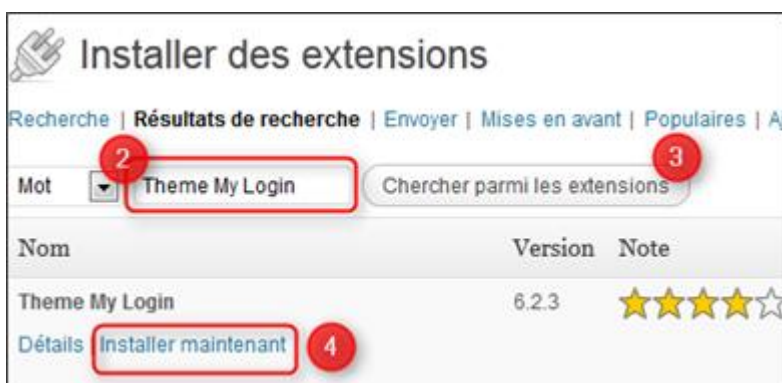 Installer des extensions
Recherche | Résultats de recherche | Envoyer | Mises en avant | Populaires |
2
3
Mot Theme My Login Chercher parmi les extensions
Nom Version Note
Theme My Login 6.2.3
Détails | Installer maintenant 4